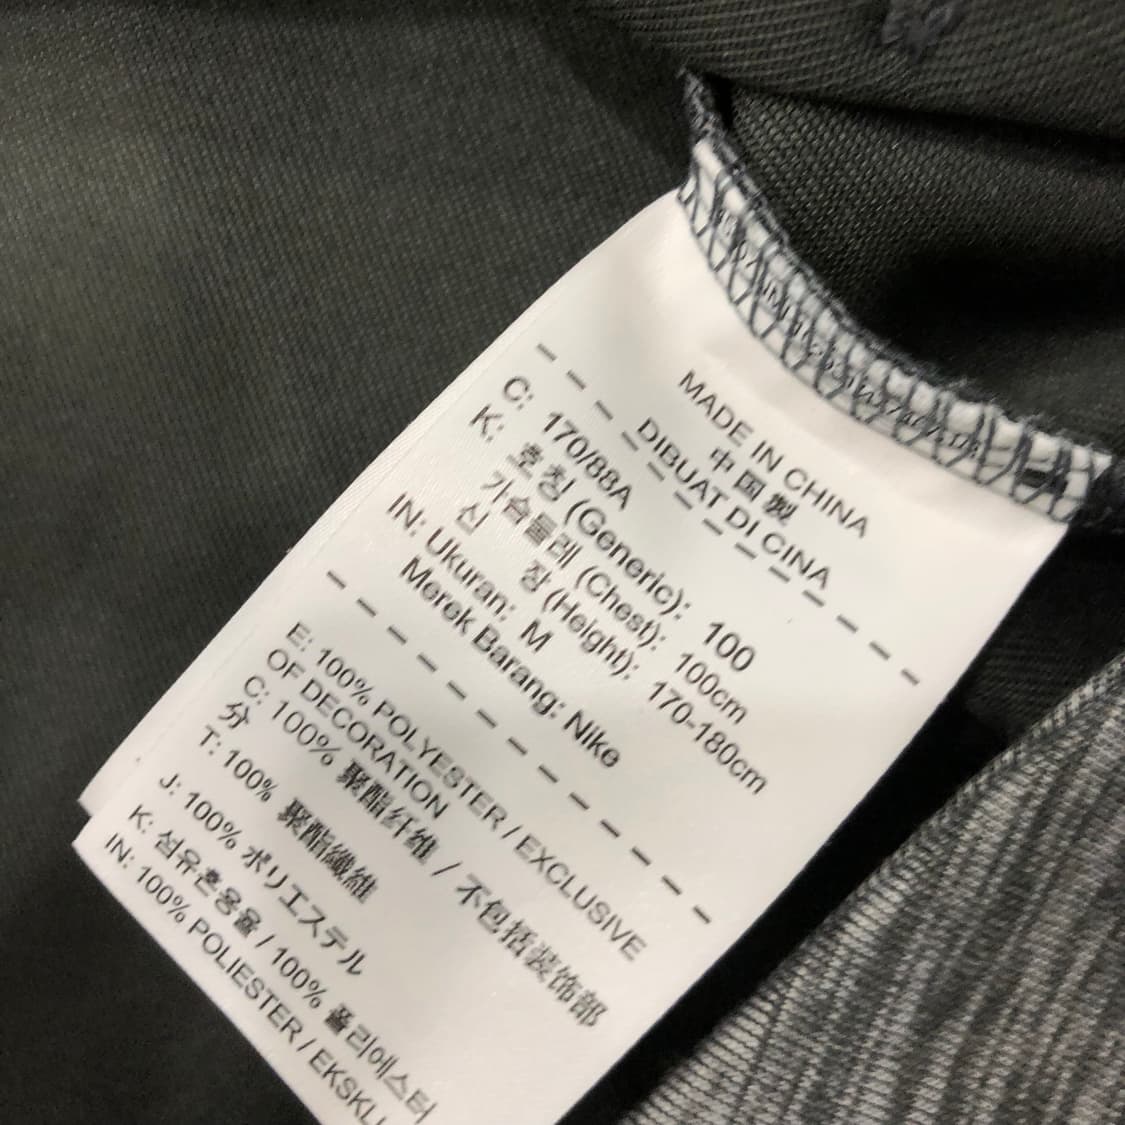 MADE IN CHINA
中国製
DIBUAT DI CINA
C: 170/88A
K: 호칭 (Generic): 100
가슴둘레 (Chest): 100cm
신 장 (Height): 170-180cm
IN: Ukuran: M
Merek Barang: Nike
E: 100% POLYESTER / EXCLUSIVE
OF DECORATION
C: 100% 聚酯纤维 / 不包括装饰部
分
T: 100% 聚酯纖維
J: 100% ポリエステル
K: 섬유혼용율 / 100% 폴리에스터
IN: 100% POLIESTER / EKSKLU